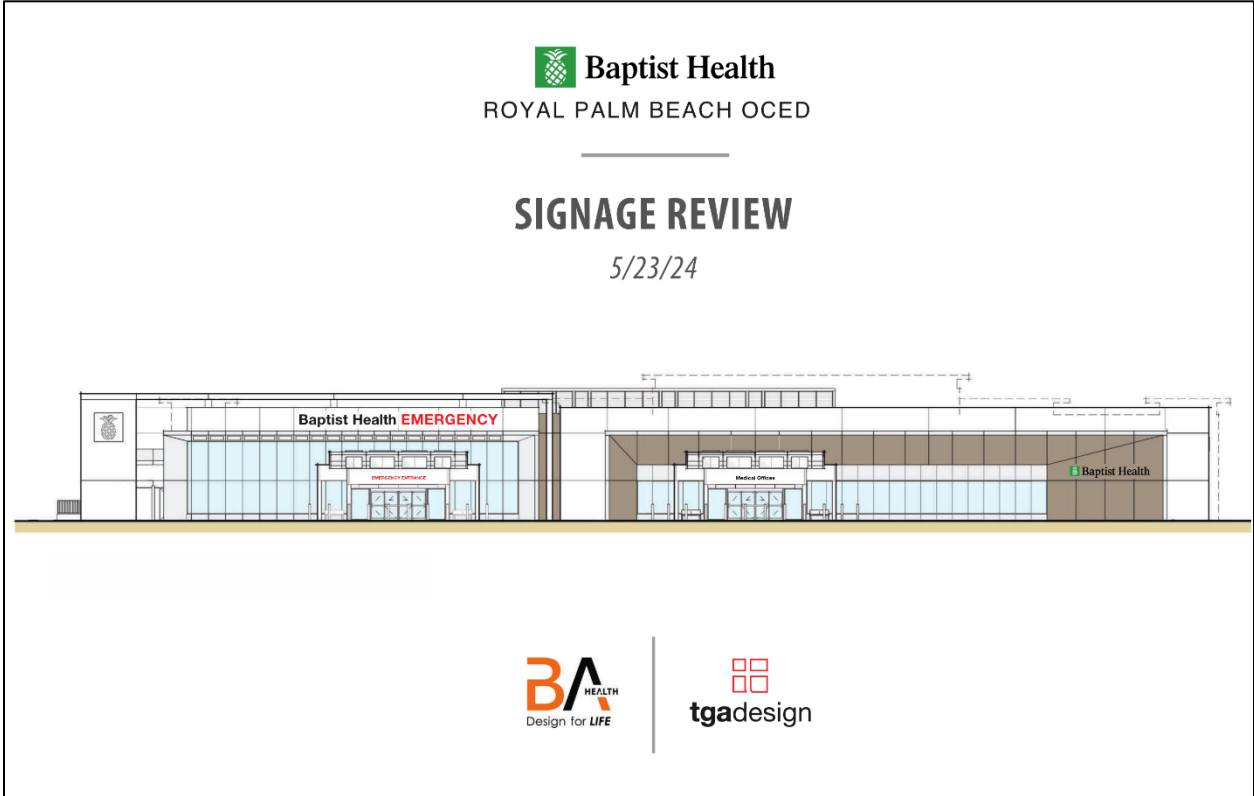 Baptist Health
ROYAL PALM BEACH OCED
SIGNAGE REVIEW
5/23/24
Baptist Health EMERGENCY
EMERGENCY ENTRANCE
Medical Offices
Baptist Health
BA HEALTH
Design for LIFE
tgadesign